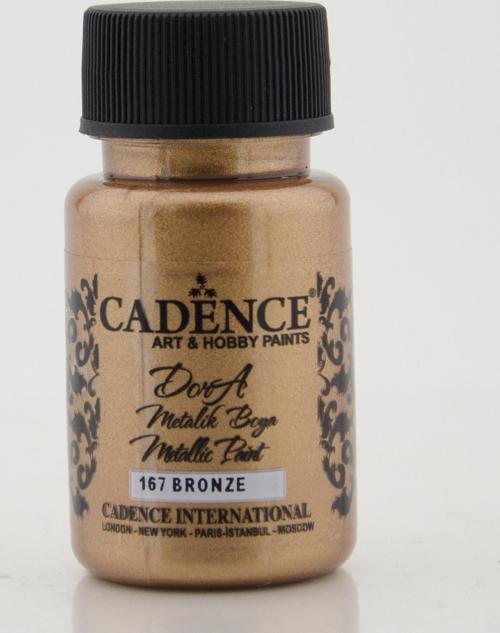 CADENCE®
ART & HOBBY PAINTS
DorA
Metalik Boya
Metallic Paint
167 BRONZE
CADENCE INTERNATIONAL
LONDON - NEW YORK - PARIS-İSTANBUL - MOSCOW